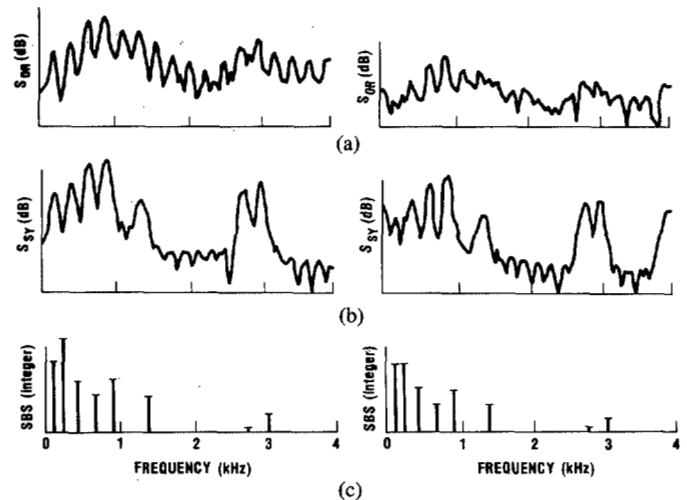 S_OR (dB)
S_OR (dB)
(a)
S_SY (dB)
S_SY (dB)
(b)
SBS (Integer)
0 1 2 3 4
FREQUENCY (kHz)
SBS (Integer)
0 1 2 3 4
FREQUENCY (kHz)
(c)